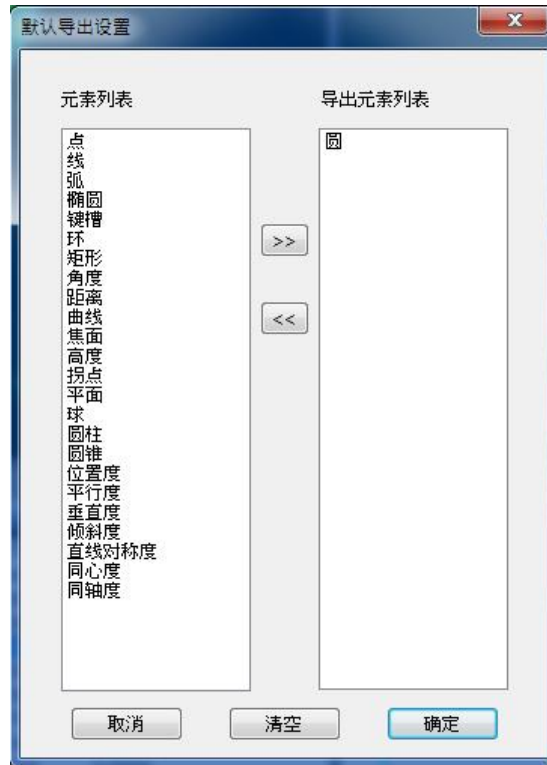 默认导出设置
元素列表
导出元素列表
点
线
弧
椭圆
键槽
环
矩形
角度
距离
曲线
焦面
高度
拐点
平面
球
圆柱
圆锥
位置度
平行度
垂直度
倾斜度
直线对称度
同心度
同轴度
圆
>>
<<
取消
清空
确定